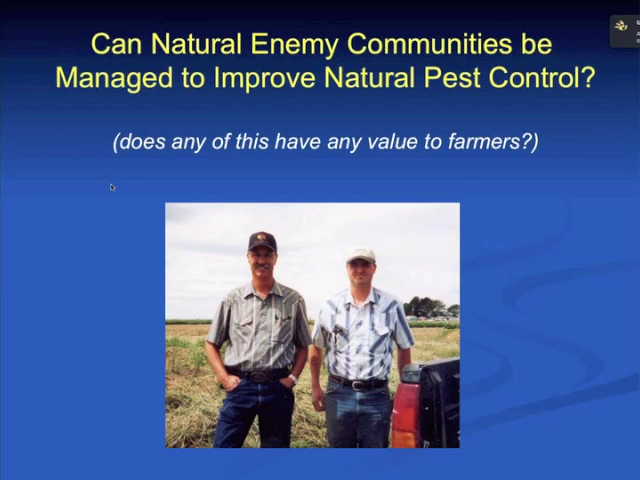 Can Natural Enemy Communities be
Managed to Improve Natural Pest Control?
(does any of this have any value to farmers?)